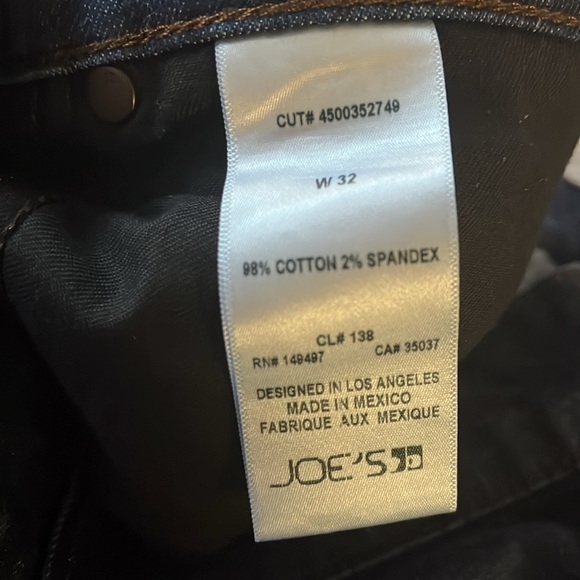 CUT# 4500352749
W 32
98% COTTON 2% SPANDEX
CL# 138
RN# 149497 CA# 35037
DESIGNED IN LOS ANGELES
MADE IN MEXICO
FABRIQUE AUX MEXIQUE
JOE'S